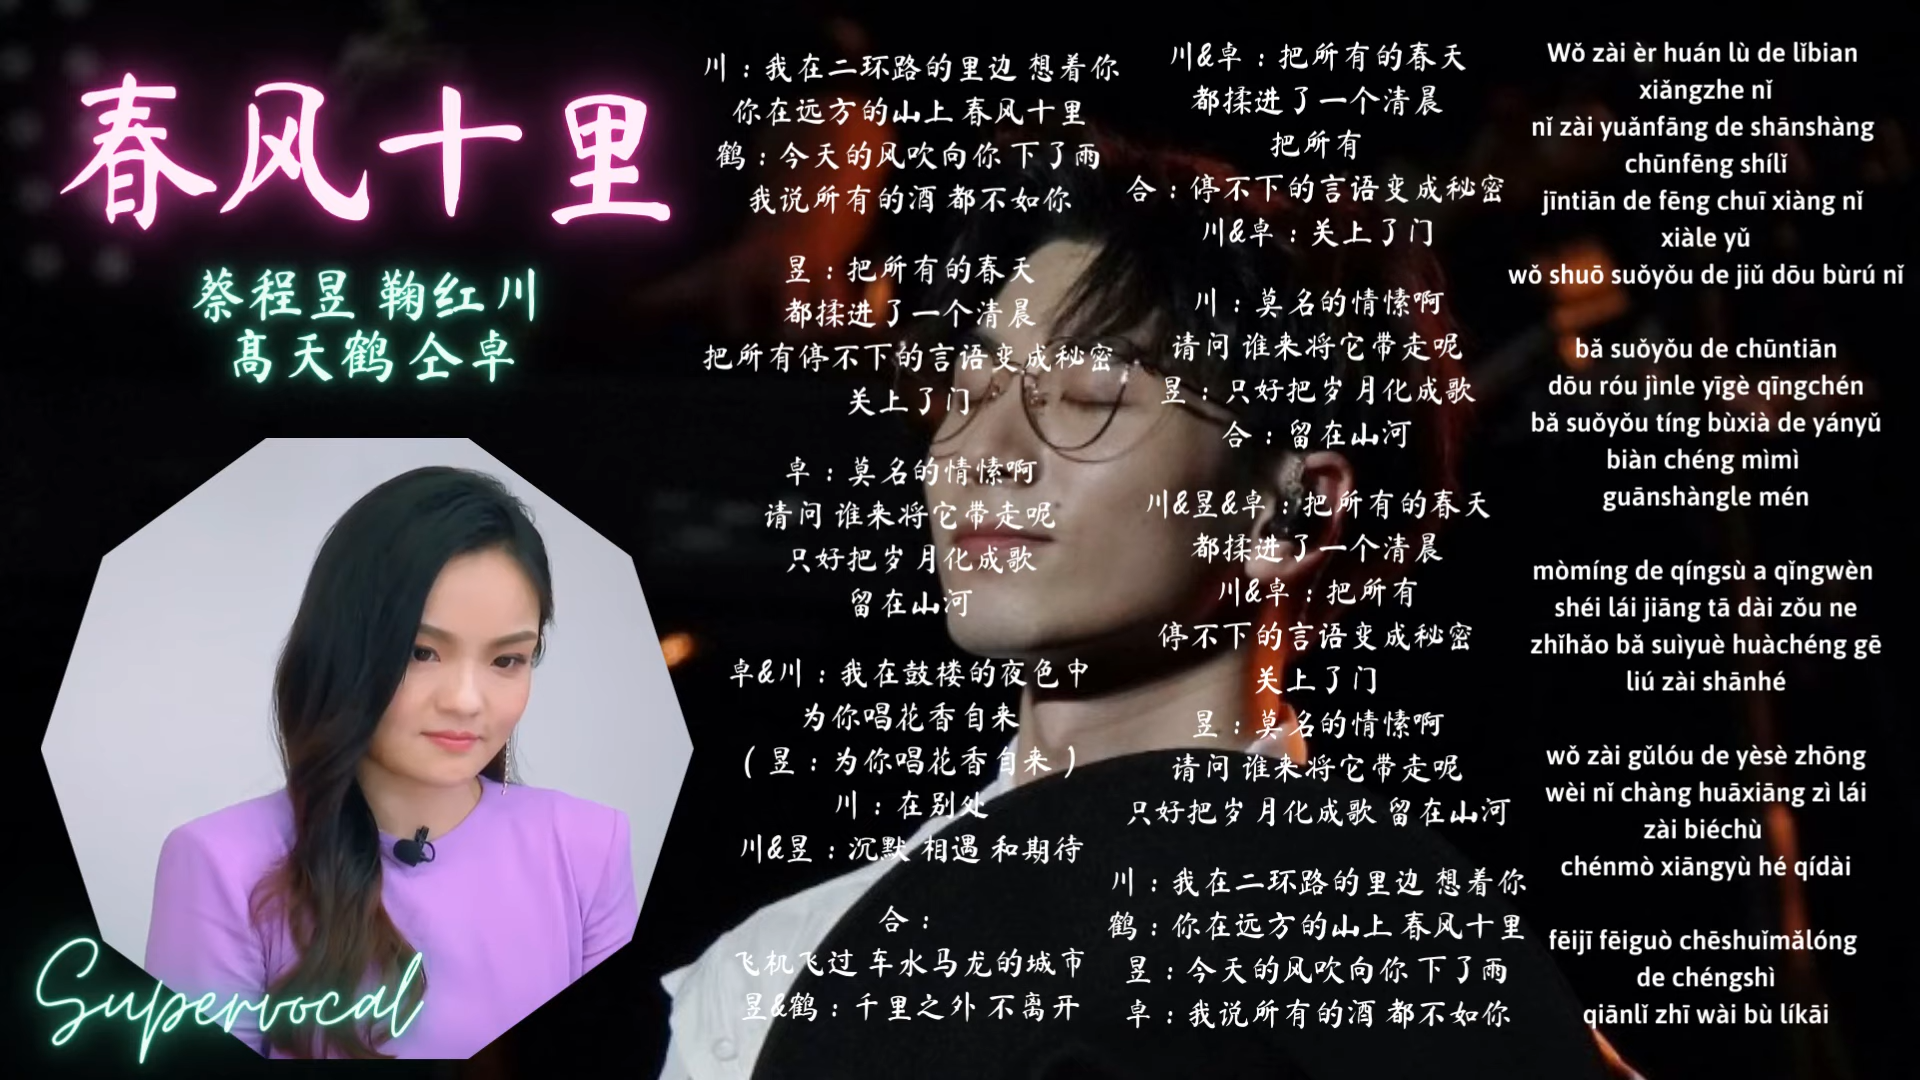 春风十里
蔡程昱 鞠红川
高天鹤 仝卓
Supervocal
川：我在二环路的里边 想着你
你在远方的山上 春风十里
鹤：今天的风吹向你 下了雨
我说所有的酒 都不如你
昱：把所有的春天
都揉进了一个清晨
把所有停不下的言语变成秘密
关上了门
卓：莫名的情愫啊
请问 谁来将它带走呢
只好把岁月化成歌
留在山河
卓&川：我在鼓楼的夜色中
为你唱花香自来
（昱：为你唱花香自来）
川：在别处
川&昱：沉默 相遇 和期待
合：
飞机飞过 车水马龙的城市
昱&鹤：千里之外 不离开
川&卓：把所有的春天
都揉进了一个清晨
把所有
合：停不下的言语变成秘密
川&卓：关上了门
川：莫名的情愫啊
请问 谁来将它带走呢
昱：只好把岁月化成歌
合：留在山河
川&昱&卓：把所有的春天
都揉进了一个清晨
川&卓：把所有
停不下的言语变成秘密
关上了门
昱：莫名的情愫啊
请问 谁来将它带走呢
只好把岁月化成歌 留在山河
川：我在二环路的里边 想着你
鹤：你在远方的山上 春风十里
昱：今天的风吹向你 下了雨
卓：我说所有的酒 都不如你
Wǒ zài èr huán lù de lǐbian
xiǎngzhe nǐ
nǐ zài yuǎnfāng de shānshàng
chūnfēng shílǐ
jīntiān de fēng chuī xiàng nǐ
xiàle yǔ
wǒ shuō suǒyǒu de jiǔ dōu bùrú nǐ
bǎ suǒyǒu de chūntiān
dōu róu jìnle yīgè qīngchén
bǎ suǒyǒu tíng bùxià de yányǔ
biàn chéng mìmì
guānshàngle mén
mòmíng de qíngsù a qǐngwèn
shéi lái jiāng tā dài zǒu ne
zhǐhǎo bǎ suìyuè huàchéng gē
liú zài shānhé
wǒ zài gǔlóu de yèsè zhōng
wèi nǐ chàng huāxiāng zì lái
zài biéchù
chénmò xiāngyù hé qídài
fēijī fēiguò chēshuǐmǎlóng
de chéngshì
qiānlǐ zhī wài bù líkāi